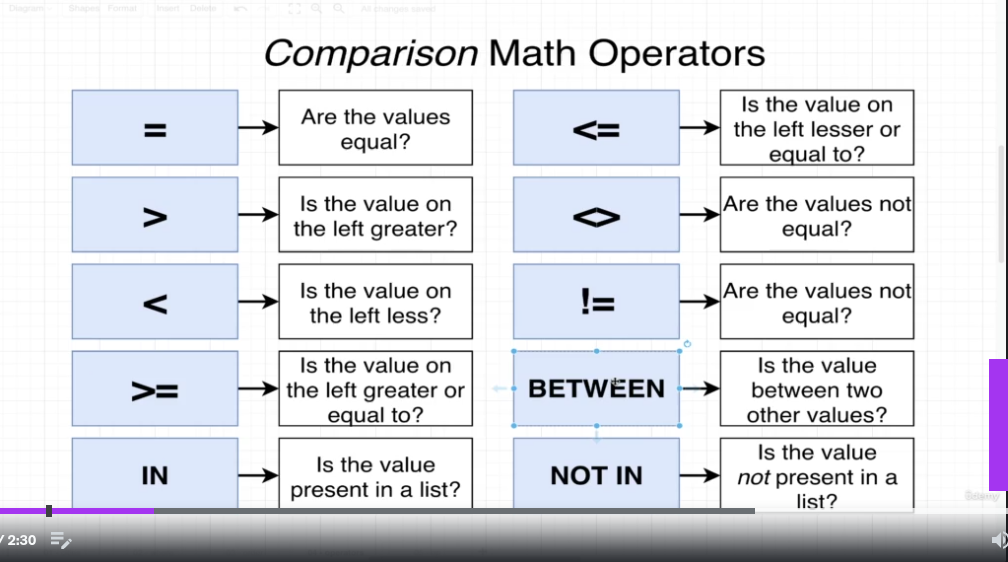 Diagram
Shapes Format Insert Delete All changes saved
Comparison Math Operators
=
Are the values
equal?
<=
Is the value on
the left lesser or
equal to?
>
Is the value on
the left greater?
<>
Are the values not
equal?
<
Is the value on
the left less?
!=
Are the values not
equal?
>=
Is the value on
the left greater or
equal to?
BETWEEN
Is the value
between two
other values?
IN
Is the value
present in a list?
NOT IN
Is the value
not present in a
list?
Udemy
/ 2:30